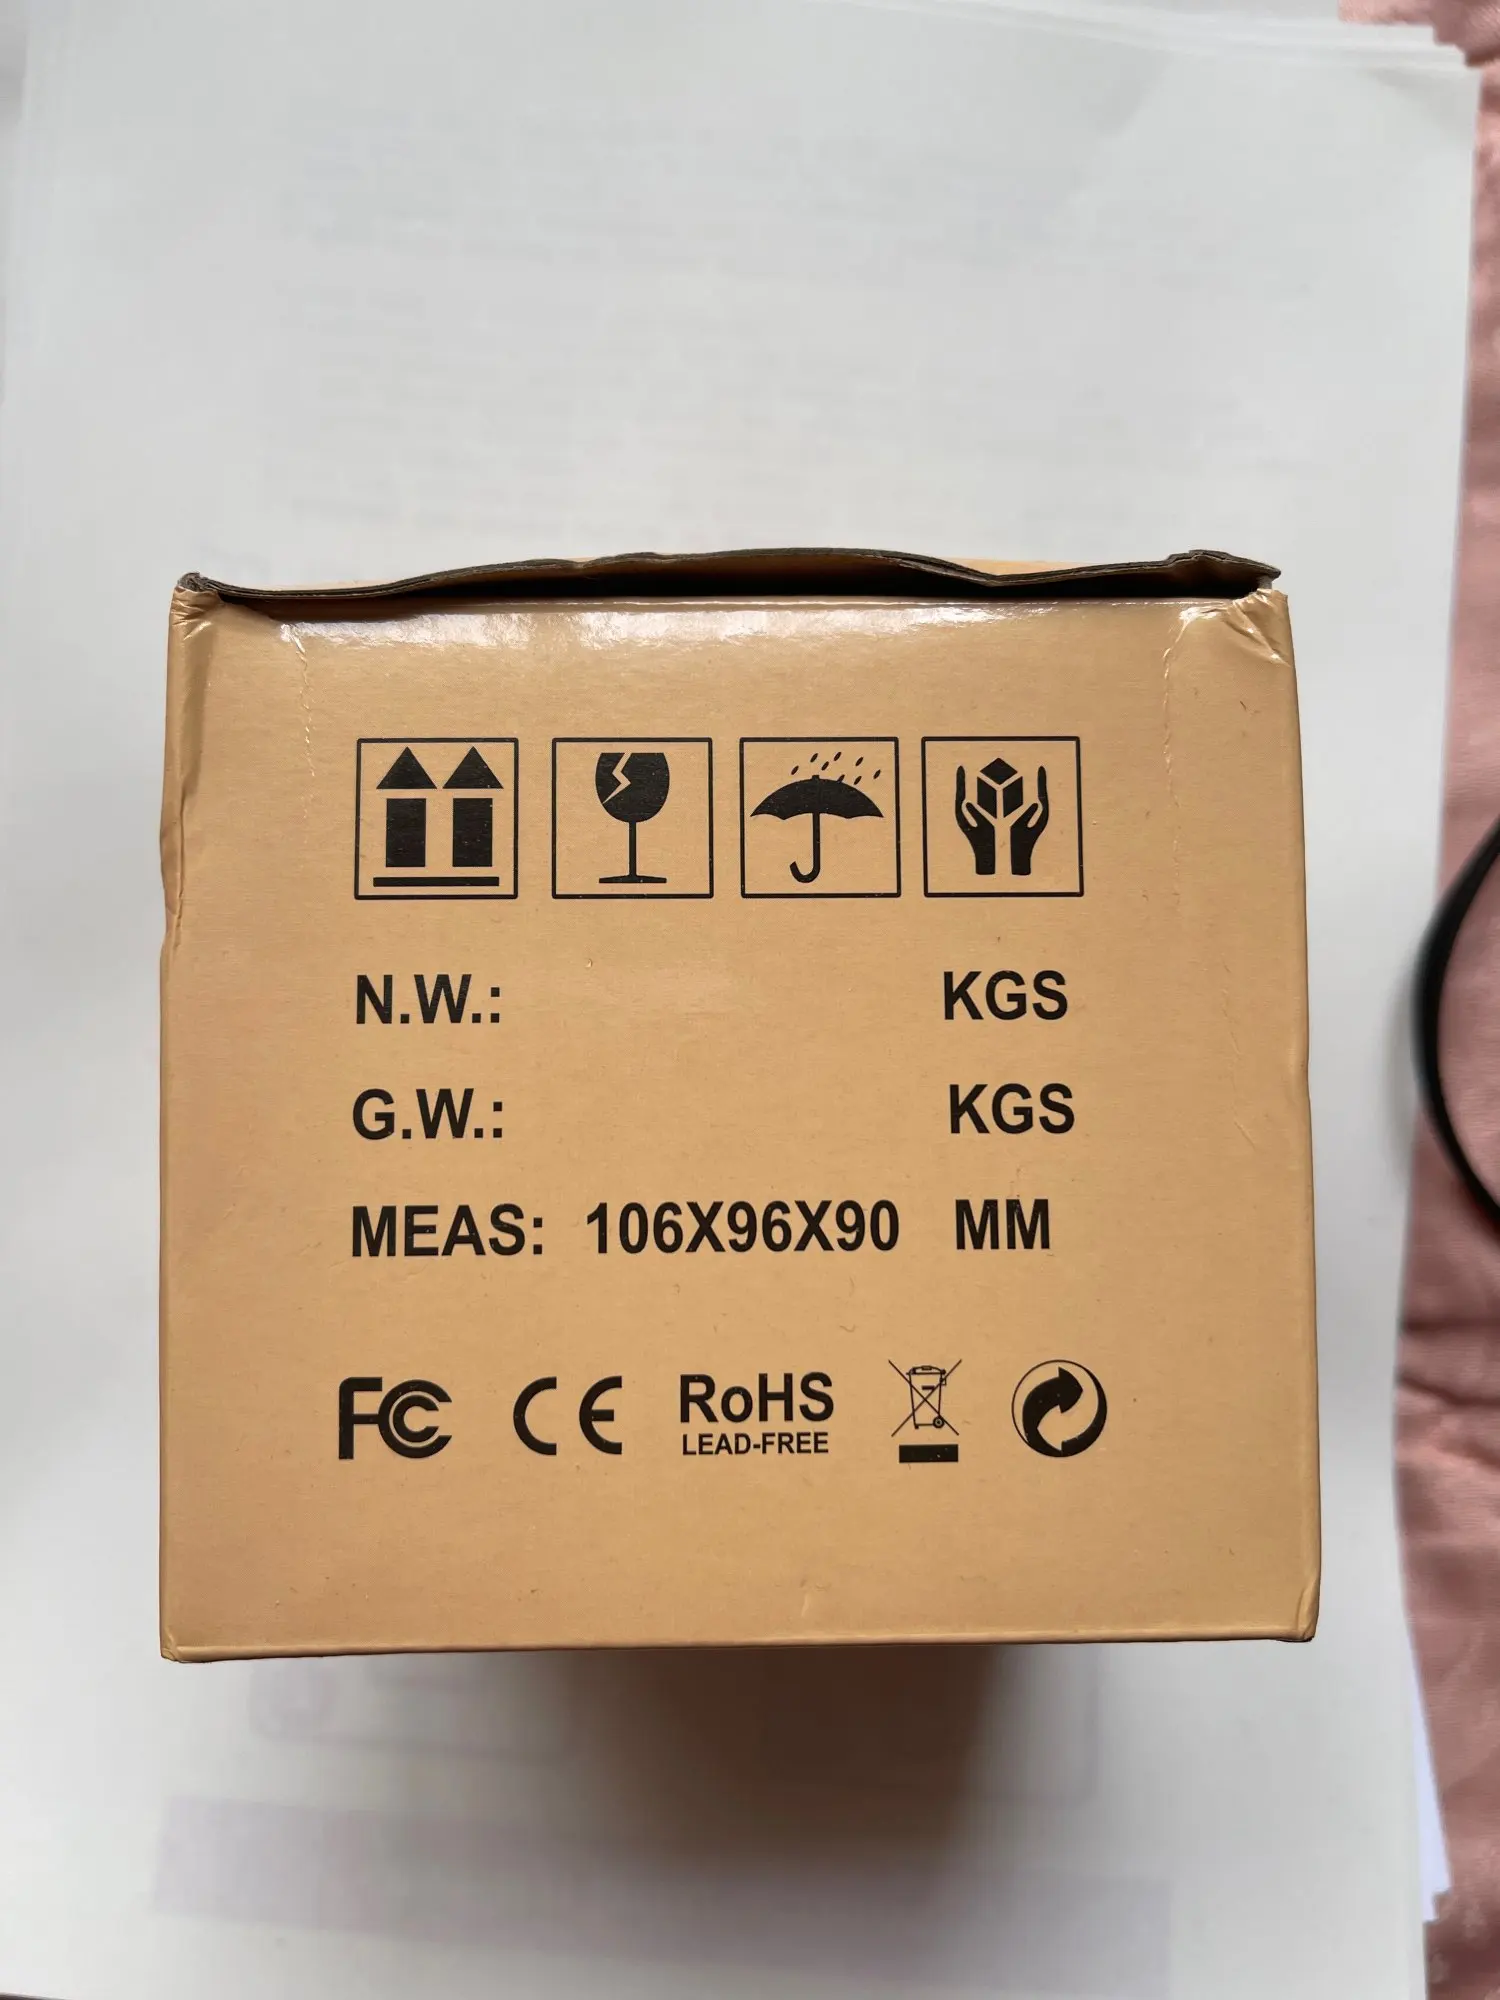 N.W.: KGS
G.W.: KGS
MEAS: 106X96X90 MM
FC CE RoHS
LEAD-FREE